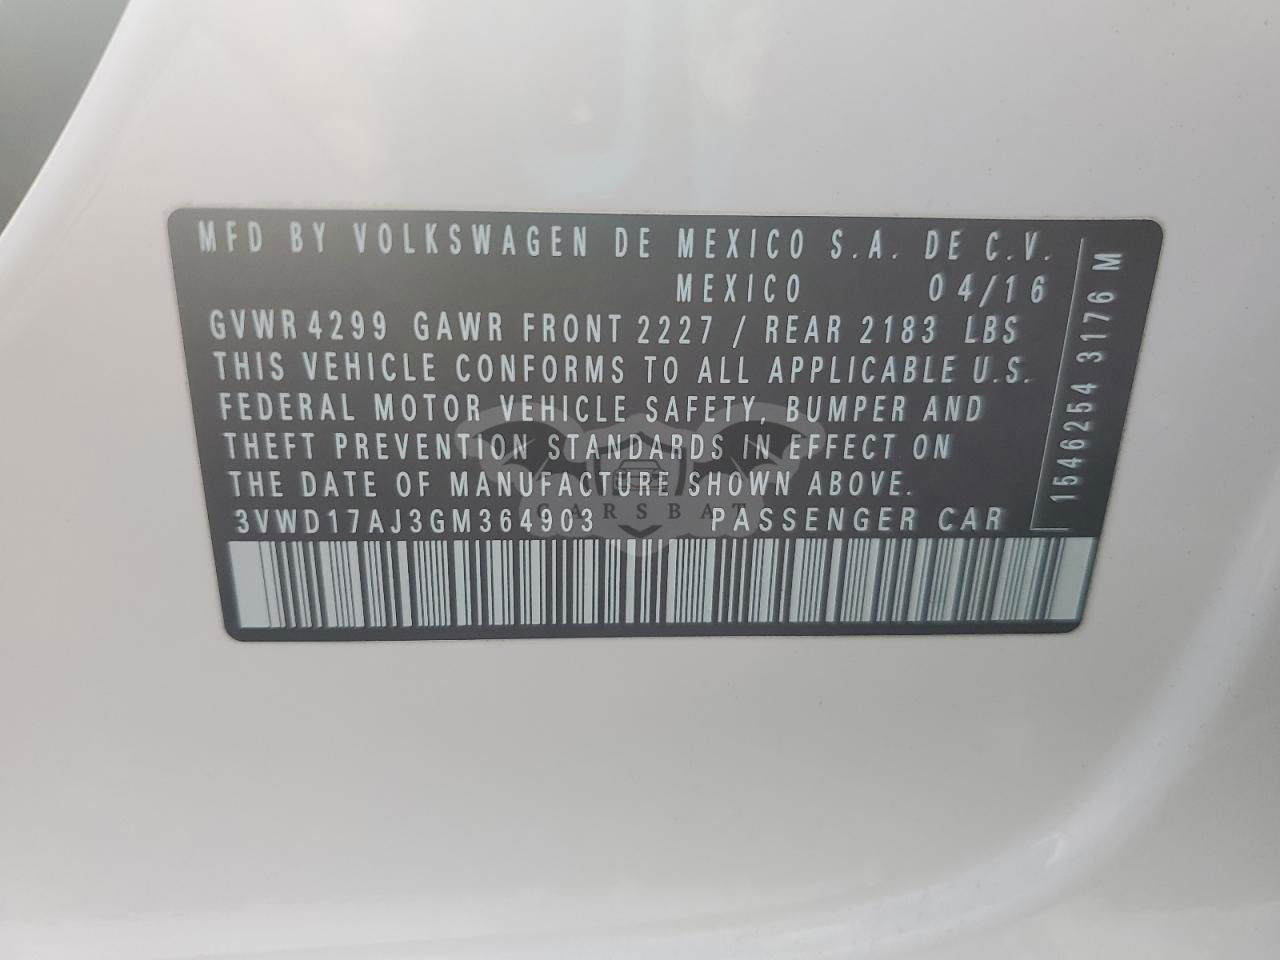 MFD BY VOLKSWAGEN DE MEXICO S.A. DE C.V.
MEXICO 04/16
GVWR 4299 GAWR FRONT 2227 / REAR 2183 LBS
THIS VEHICLE CONFORMS TO ALL APPLICABLE U.S.
FEDERAL MOTOR VEHICLE SAFETY, BUMPER AND
THEFT PREVENTION STANDARDS IN EFFECT ON
THE DATE OF MANUFACTURE SHOWN ABOVE.
3VWD17AJ3GM364903 PASSENGER CAR
1546254 3176 M
CARSBAT